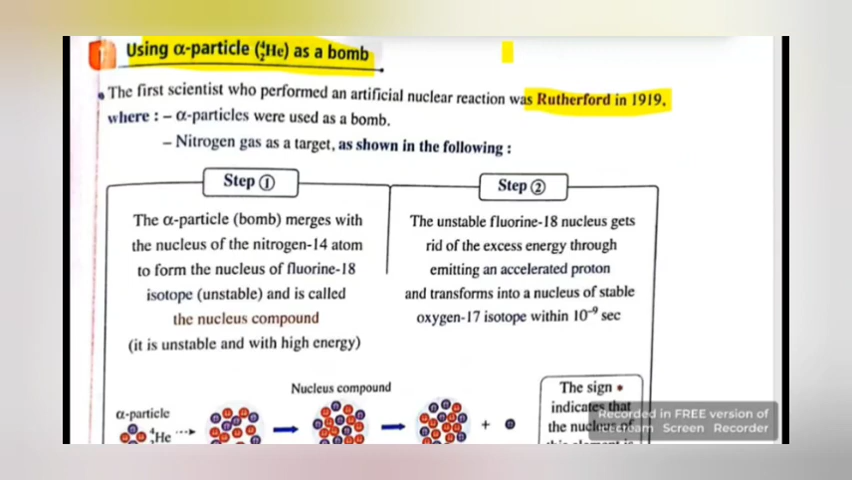 Using α-particle (⁴₂He) as a bomb
• The first scientist who performed an artificial nuclear reaction was Rutherford in 1919,
where : – α-particles were used as a bomb.
– Nitrogen gas as a target, as shown in the following :
Step ①
The α-particle (bomb) merges with
the nucleus of the nitrogen-14 atom
to form the nucleus of fluorine-18
isotope (unstable) and is called
the nucleus compound
(it is unstable and with high energy)
Step ②
The unstable fluorine-18 nucleus gets
rid of the excess energy through
emitting an accelerated proton
and transforms into a nucleus of stable
oxygen-17 isotope within 10⁻⁹ sec
Nucleus compound
α-particle
⁴₂He
+
The sign •
indicates that
the nucleus of
Recorded in FREE version of
Icecream Screen Recorder